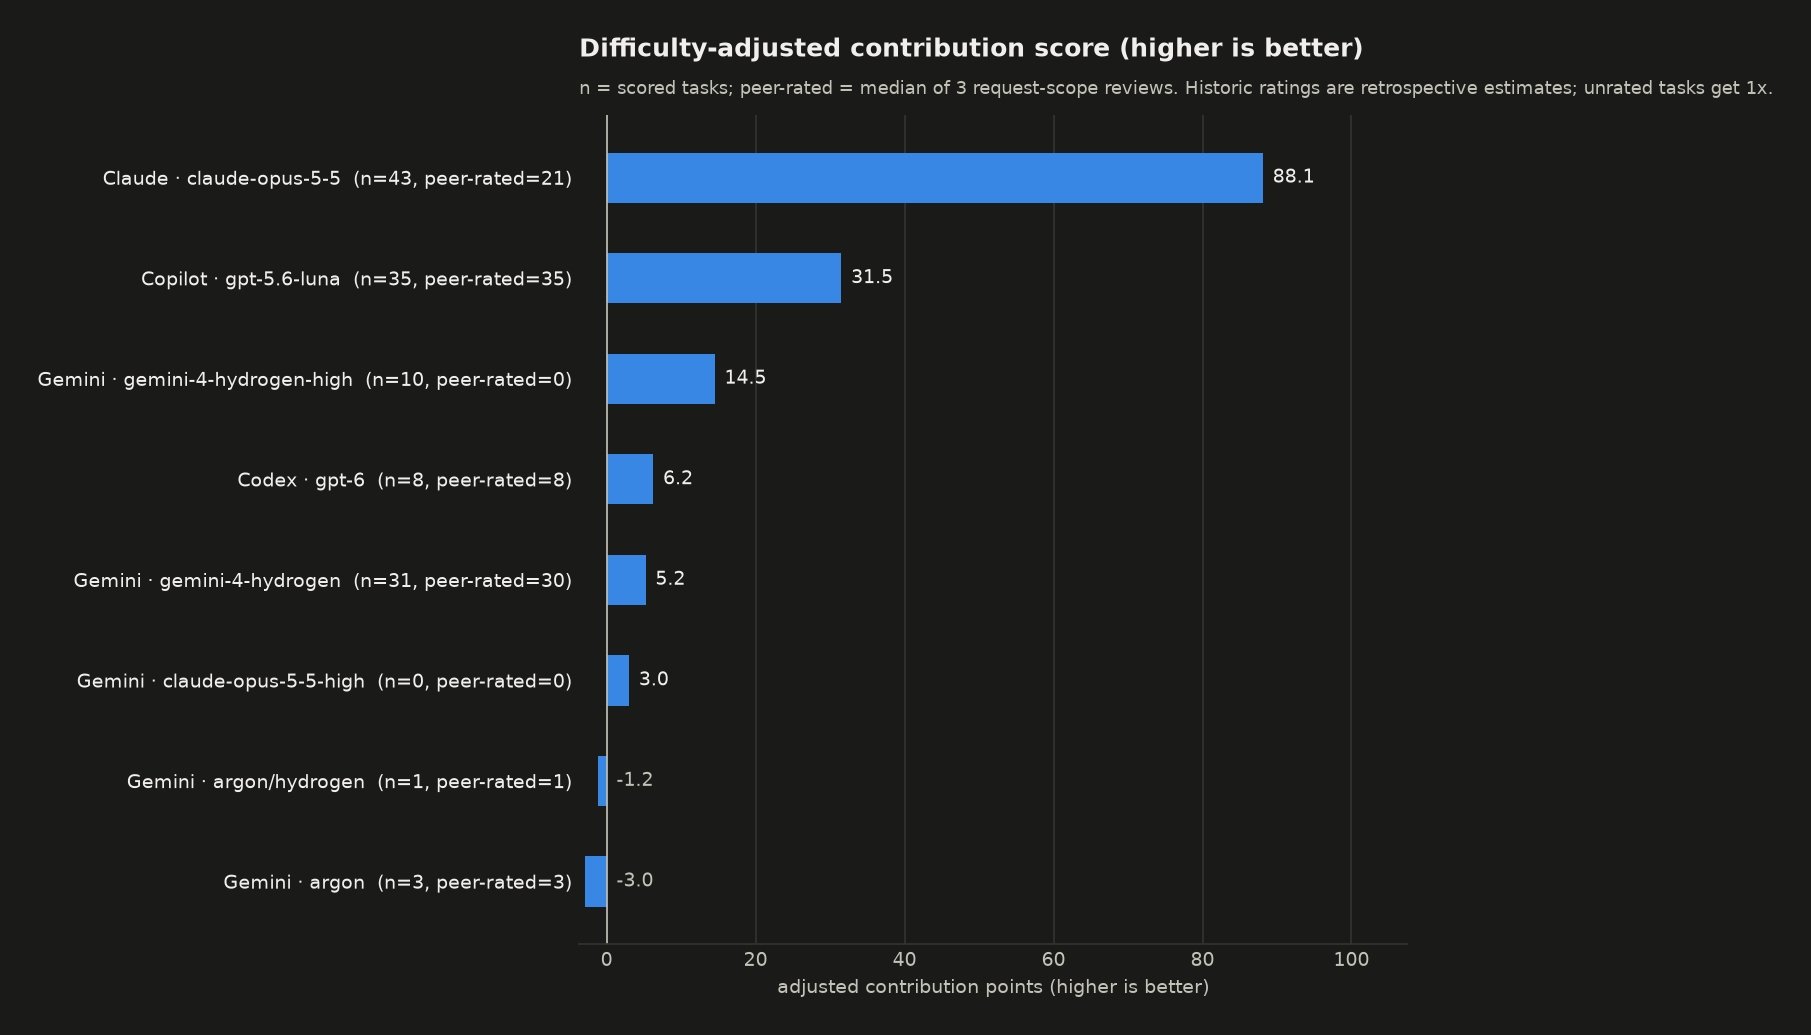 Difficulty-adjusted contribution score (higher is better)
n = scored tasks; peer-rated = median of 3 request-scope reviews. Historic ratings are retrospective estimates; unrated tasks get 1x.
Claude · claude-opus-5-5  (n=43, peer-rated=21)
88.1
Copilot · gpt-5.6-luna  (n=35, peer-rated=35)
31.5
Gemini · gemini-4-hydrogen-high  (n=10, peer-rated=0)
14.5
Codex · gpt-6  (n=8, peer-rated=8)
6.2
Gemini · gemini-4-hydrogen  (n=31, peer-rated=30)
5.2
Gemini · claude-opus-5-5-high  (n=0, peer-rated=0)
3.0
Gemini · argon/hydrogen  (n=1, peer-rated=1)
-1.2
Gemini · argon  (n=3, peer-rated=3)
-3.0
0 20 40 60 80 100
adjusted contribution points (higher is better)